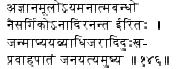 अज्ञानमूलोऽयमनात्मबन्धो
नैसर्गिकोऽनादिरनन्त ईरितः ।
जन्माप्ययव्याधिजरादिदुःख-
प्रवाहपातं जनयत्यमुष्य ॥१४६॥